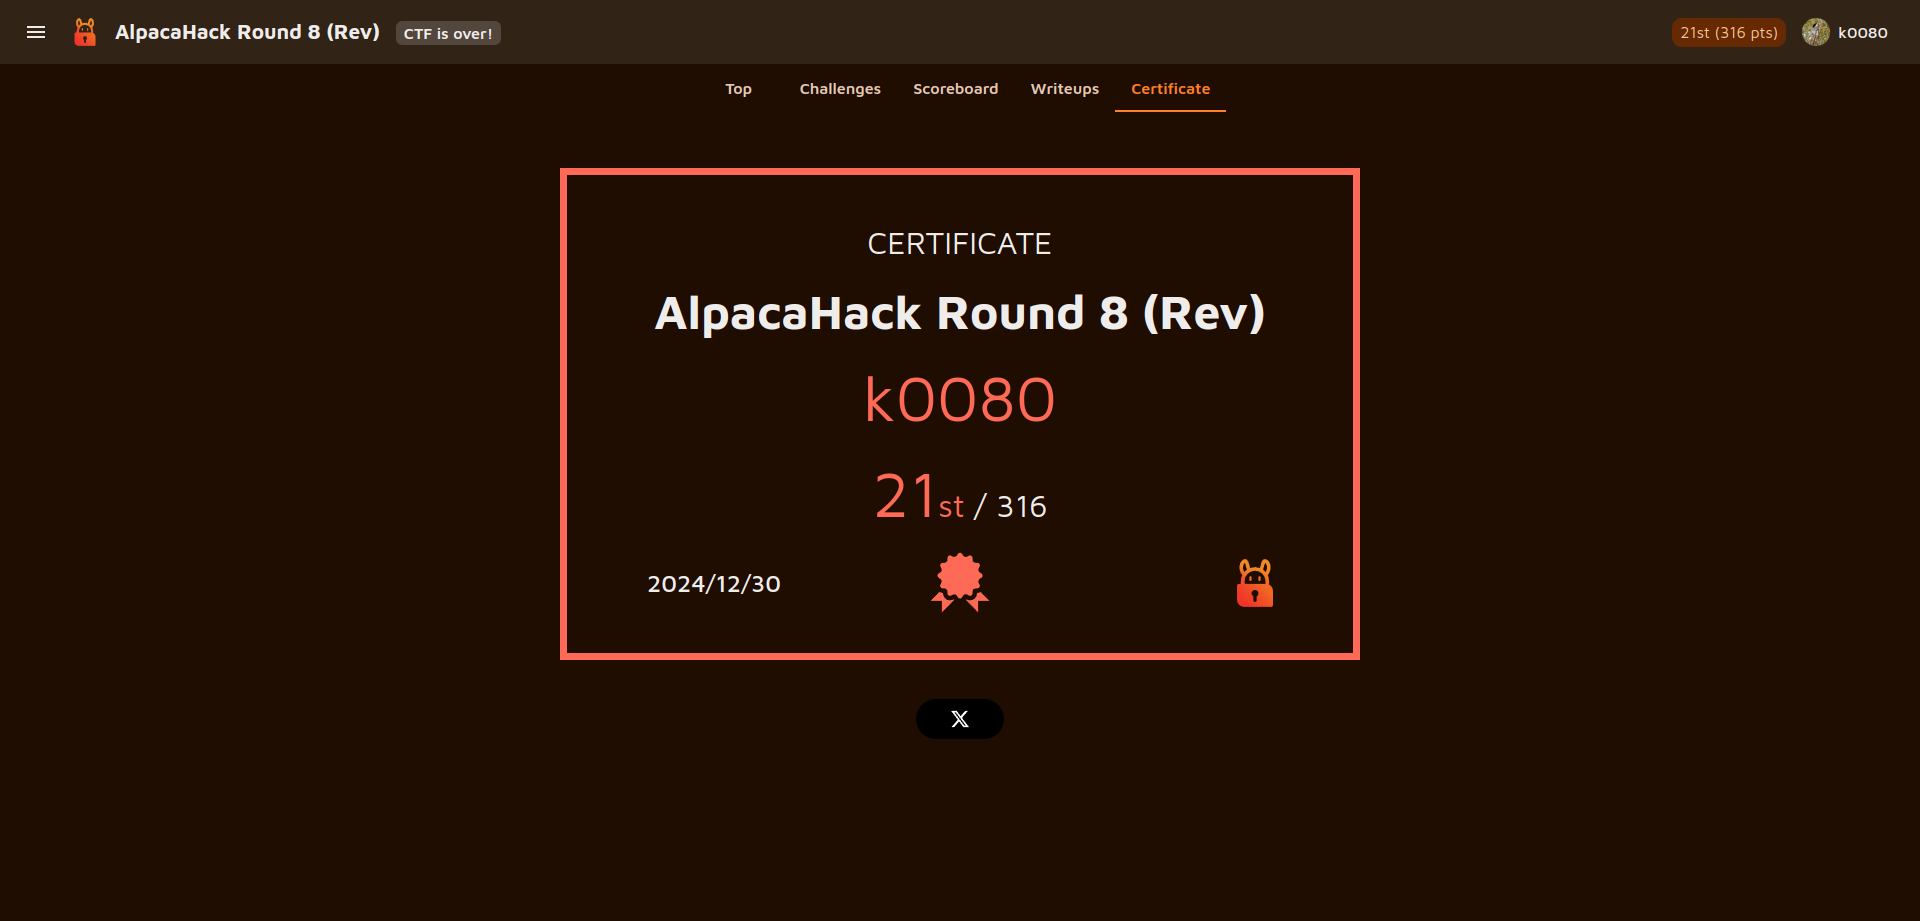 AlpacaHack Round 8 (Rev) CTF is over! 21st (316 pts) k0080
Top Challenges Scoreboard Writeups Certificate
CERTIFICATE
AlpacaHack Round 8 (Rev)
k0080
21st / 316
2024/12/30